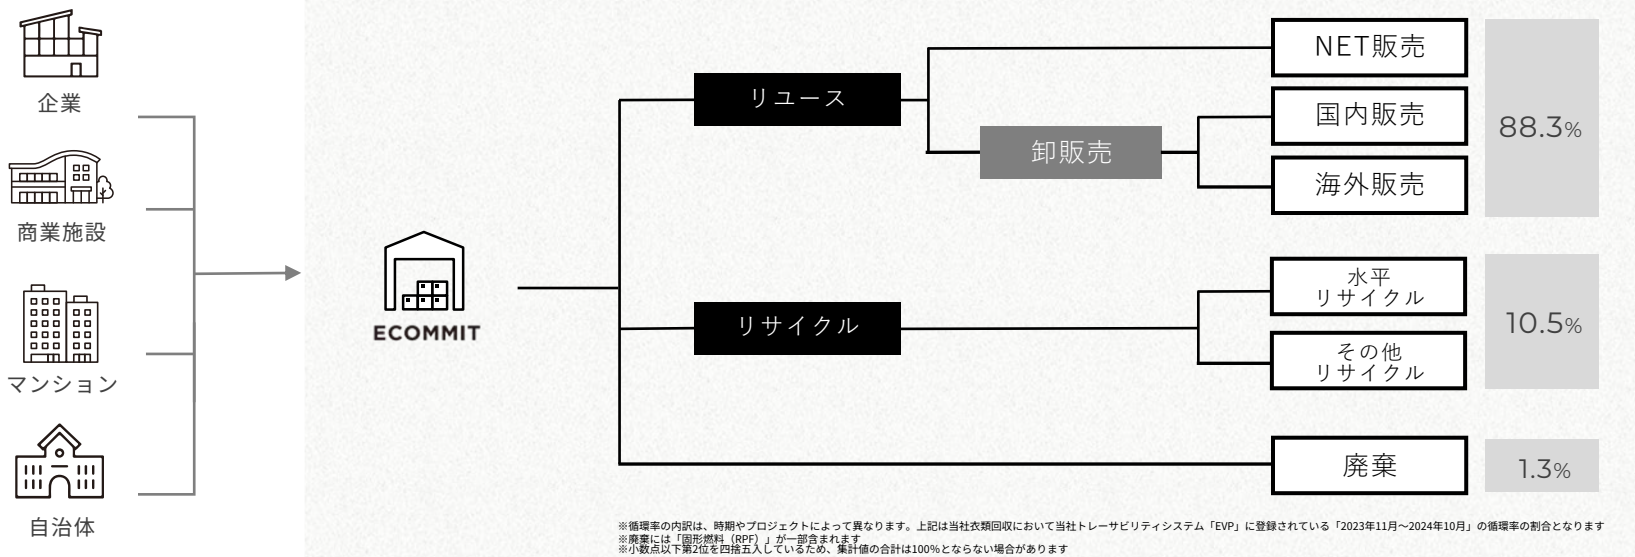 企業
商業施設
マンション
自治体
ECOMMIT
リユース
卸販売
NET販売
国内販売
海外販売
88.3%
リサイクル
水平
リサイクル
その他
リサイクル
10.5%
廃棄
1.3%
※循環率の内訳は、時期やプロジェクトによって異なります。上記は当社衣類回収において当社トレーサビリティシステム「EVP」に登録されている「2023年11月～2024年10月」の循環率の割合となります
※廃棄には「固形燃料（RPF）」が一部含まれます
※小数点以下第2位を四捨五入しているため、集計値の合計は100％とならない場合があります